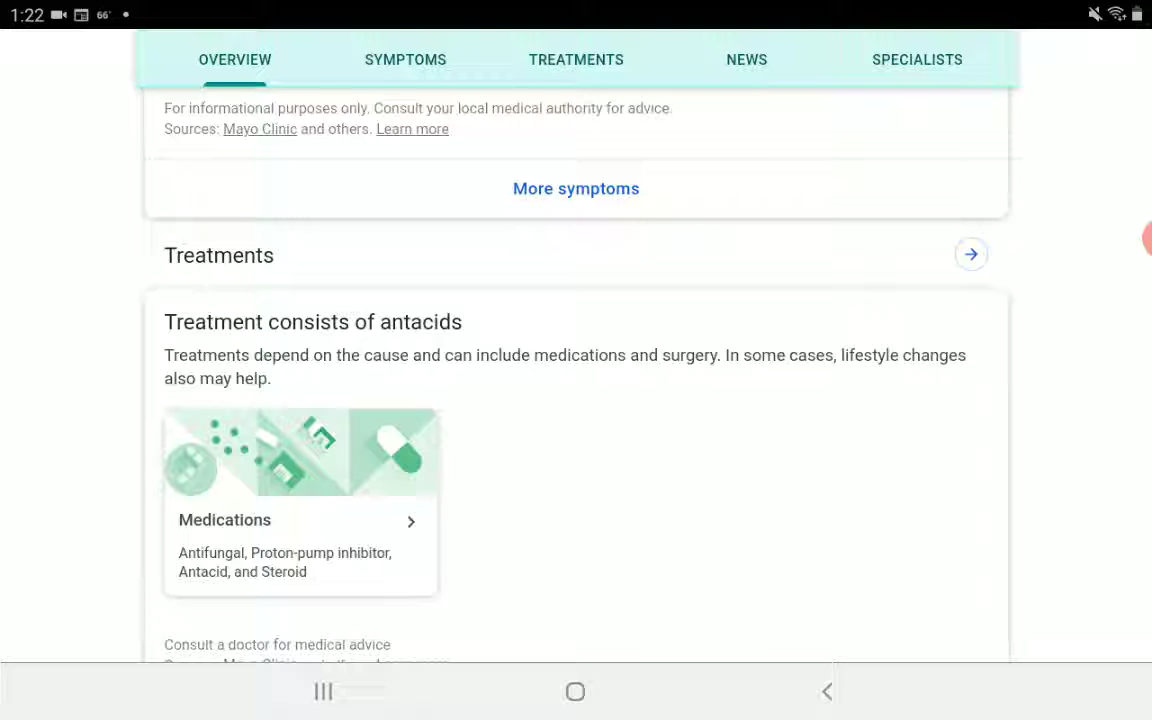 1:22 66°
OVERVIEW SYMPTOMS TREATMENTS NEWS SPECIALISTS
For informational purposes only. Consult your local medical authority for advice.
Sources: Mayo Clinic and others. Learn more
More symptoms
Treatments
Treatment consists of antacids
Treatments depend on the cause and can include medications and surgery. In some cases, lifestyle changes
also may help.
Medications
Antifungal, Proton-pump inhibitor,
Antacid, and Steroid
Consult a doctor for medical advice